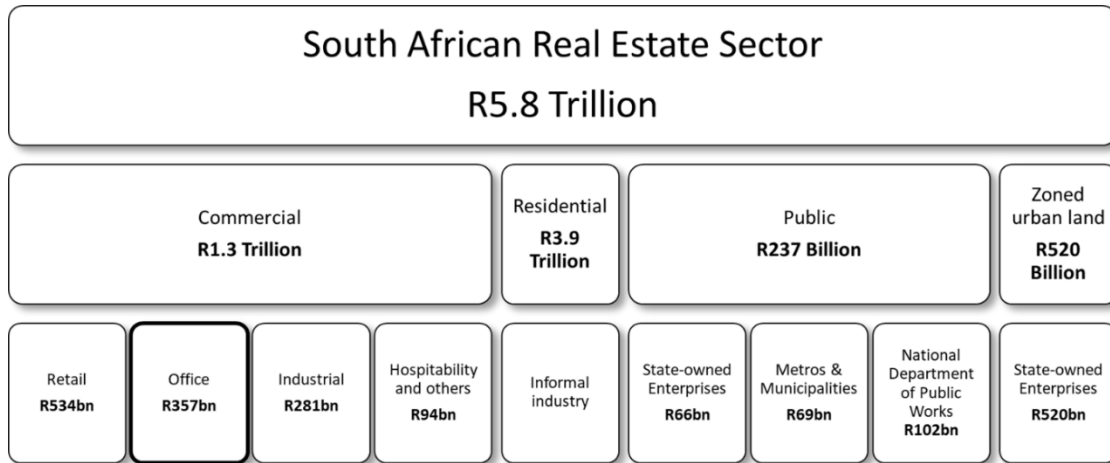 South African Real Estate Sector
R5.8 Trillion
Commercial
R1.3 Trillion
Residential
R3.9
Trillion
Public
R237 Billion
Zoned
urban land
R520
Billion
Retail
R534bn
Office
R357bn
Industrial
R281bn
Hospitability
and others
R94bn
Informal
industry
State-owned
Enterprises
R66bn
Metros &
Municipalities
R69bn
National
Department
of Public
Works
R102bn
State-owned
Enterprises
R520bn